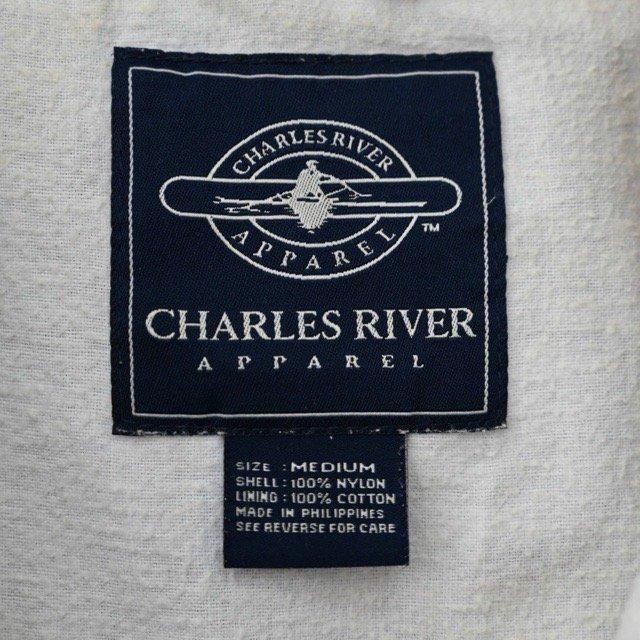 CHARLES RIVER
APPAREL
TM
CHARLES RIVER
APPAREL
SIZE : MEDIUM
SHELL: 100% NYLON
LINING : 100% COTTON
MADE IN PHILIPPINES
SEE REVERSE FOR CARE